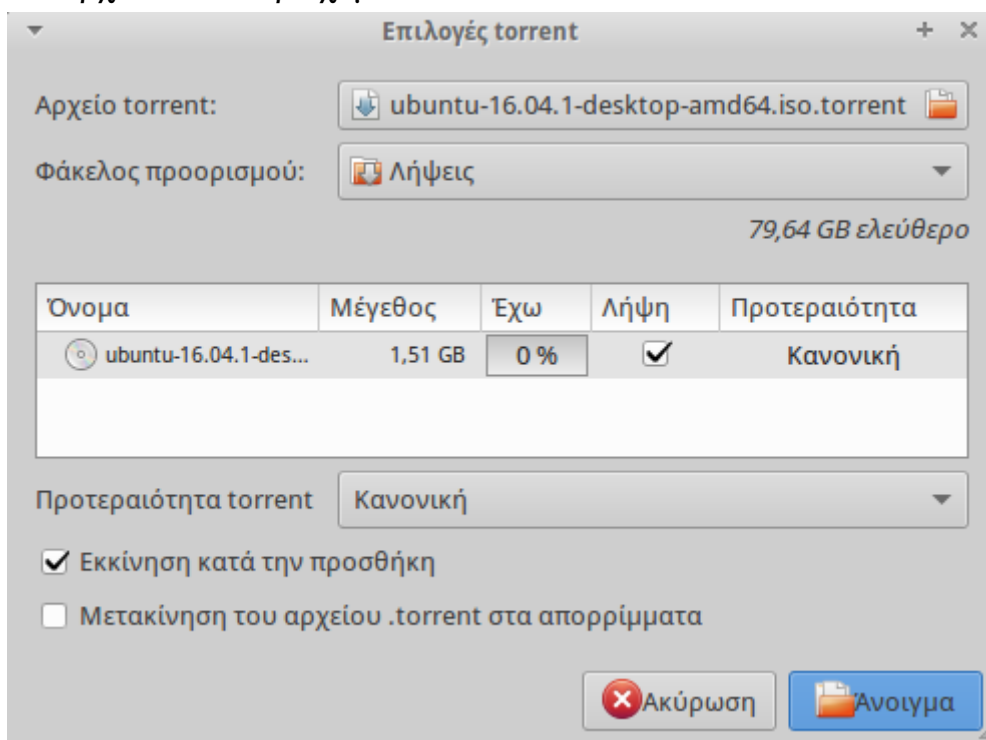 Επιλογές torrent
Αρχείο torrent: ubuntu-16.04.1-desktop-amd64.iso.torrent
Φάκελος προορισμού: Λήψεις
79,64 GB ελεύθερο
Όνομα Μέγεθος Έχω Λήψη Προτεραιότητα
ubuntu-16.04.1-des... 1,51 GB 0 % Κανονική
Προτεραιότητα torrent Κανονική
Εκκίνηση κατά την προσθήκη
Μετακίνηση του αρχείου .torrent στα απορρίμματα
Ακύρωση Άνοιγμα